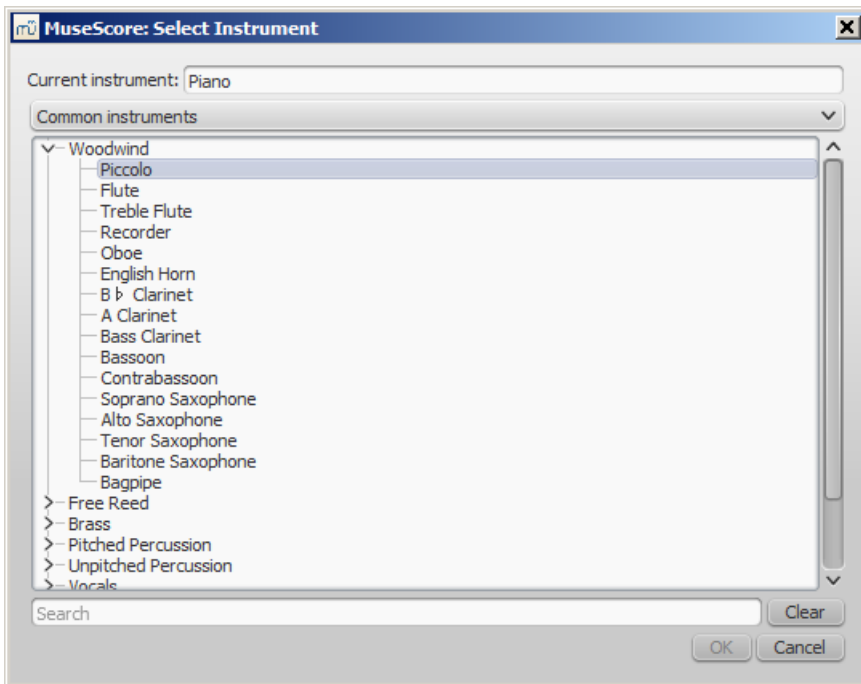 mü MuseScore: Select Instrument
Current instrument: Piano
Common instruments
Woodwind
Piccolo
Flute
Treble Flute
Recorder
Oboe
English Horn
B♭ Clarinet
A Clarinet
Bass Clarinet
Bassoon
Contrabassoon
Soprano Saxophone
Alto Saxophone
Tenor Saxophone
Baritone Saxophone
Bagpipe
Free Reed
Brass
Pitched Percussion
Unpitched Percussion
Vocals
Search Clear
OK Cancel